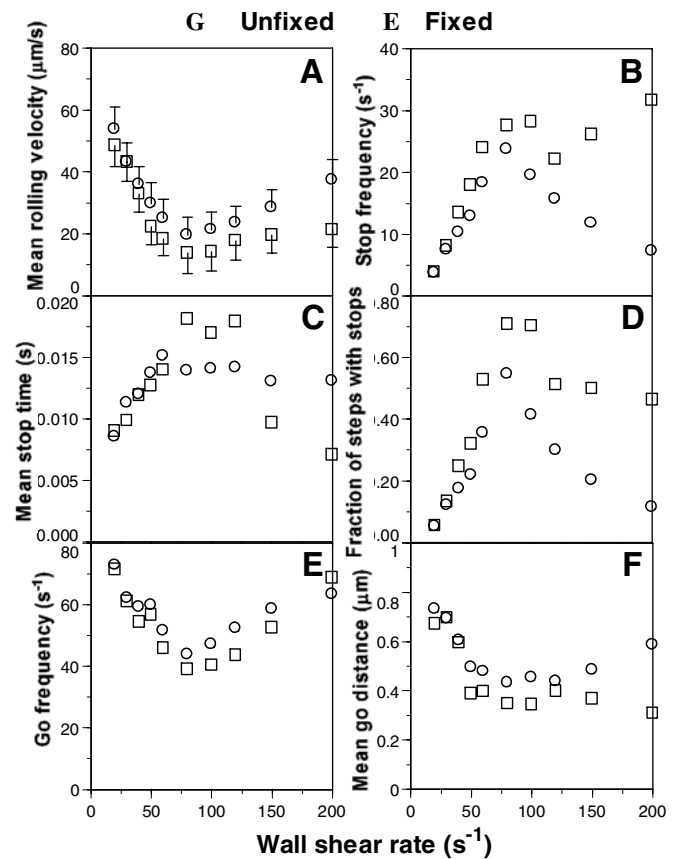 G Unfixed E Fixed
A
Mean rolling velocity (μm/s)
80
60
40
20
0
B
Stop frequency (s-1)
40
30
20
10
0
C
Mean stop time (s)
0.020
0.015
0.010
0.005
0.000
D
Fraction of steps with stops
0.80
0.60
0.40
0.20
0.00
E
Go frequency (s-1)
80
60
40
20
0
F
Mean go distance (μm)
1
0.8
0.6
0.4
0.2
0
0 50 100 150 200
0 50 100 150 200
Wall shear rate (s-1)